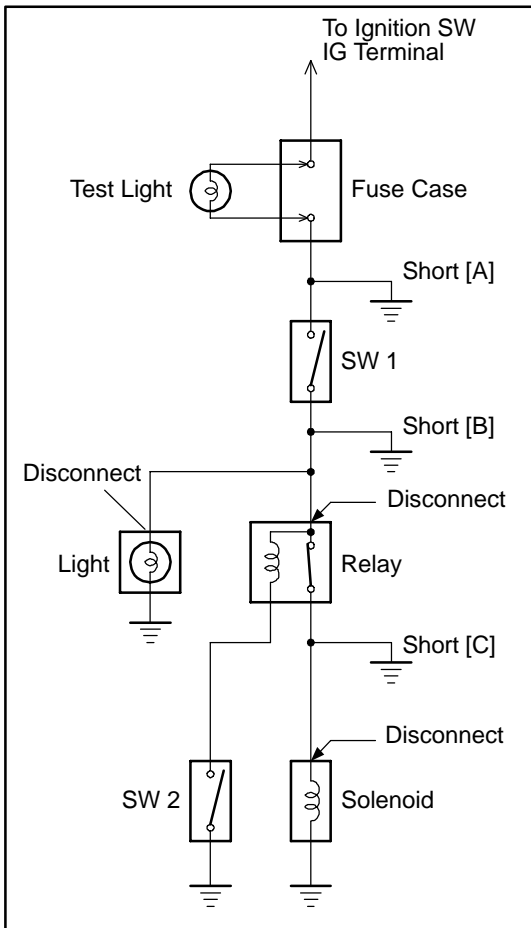 To Ignition SW
IG Terminal
Test Light
Fuse Case
Short [A]
SW 1
Short [B]
Disconnect
Disconnect
Light
Relay
Short [C]
Disconnect
SW 2
Solenoid